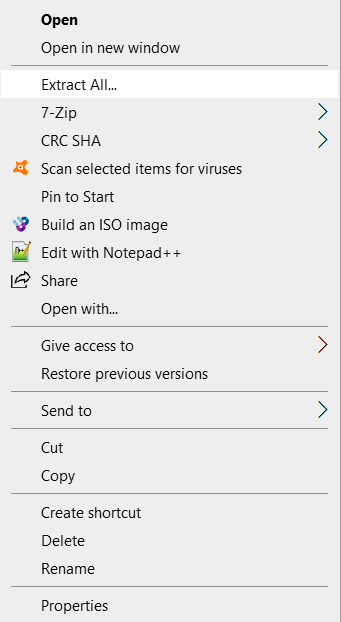 Open
Open in new window
Extract All...
7-Zip
CRC SHA
Scan selected items for viruses
Pin to Start
Build an ISO image
Edit with Notepad++
Share
Open with...
Give access to
Restore previous versions
Send to
Cut
Copy
Create shortcut
Delete
Rename
Properties